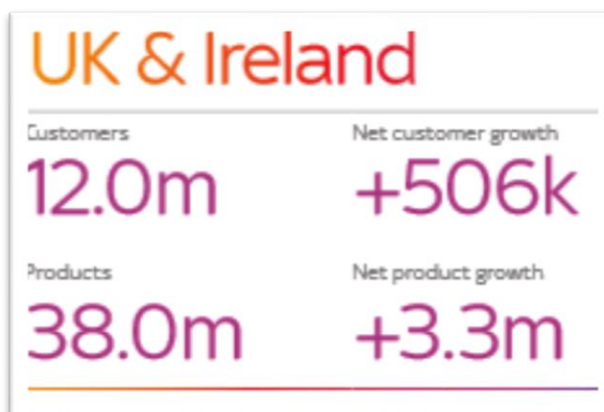 UK & Ireland
Customers Net customer growth
12.0m +506k
Products Net product growth
38.0m +3.3m